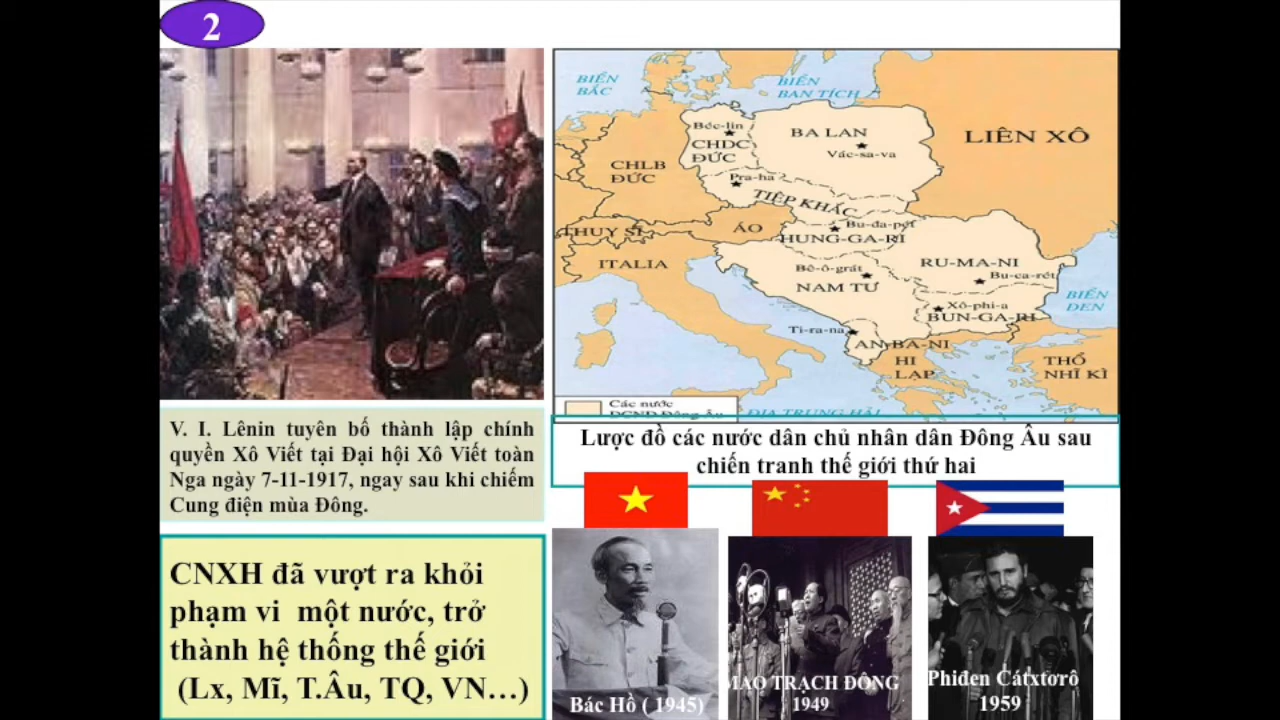 2
BIỂN
BẮC
BIỂN
BAN TÍCH
Béc-lin
CHDC
ĐỨC
BA LAN
Vác-sa-va
LIÊN XÔ
CHLB
ĐỨC
Pra-ha
TIỆP KHẮC
THUY SĨ
ÁO
Bu-đa-pét
HUNG-GA-RI
ITALIA
Bê-ô-grát
NAM TƯ
RU-MA-NI
Bu-ca-rét
BIỂN
ĐEN
Xô-phi-a
BUN-GA-RI
Ti-ra-na
AN-BA-NI
HI
LẠP
THỔ
NHĨ KÌ
Các nước
DCND Đông Âu
ĐỊA TRUNG HẢI
V. I. Lênin tuyên bố thành lập chính
quyền Xô Viết tại Đại hội Xô Viết toàn
Nga ngày 7-11-1917, ngay sau khi chiếm
Cung điện mùa Đông.
Lược đồ các nước dân chủ nhân dân Đông Âu sau
chiến tranh thế giới thứ hai
CNXH đã vượt ra khỏi
phạm vi một nước, trở
thành hệ thống thế giới
(Lx, Mĩ, T.Âu, TQ, VN…)
Bác Hồ ( 1945)
MAO TRẠCH ĐÔNG
1949
Phiđen Cátxtơrô
1959